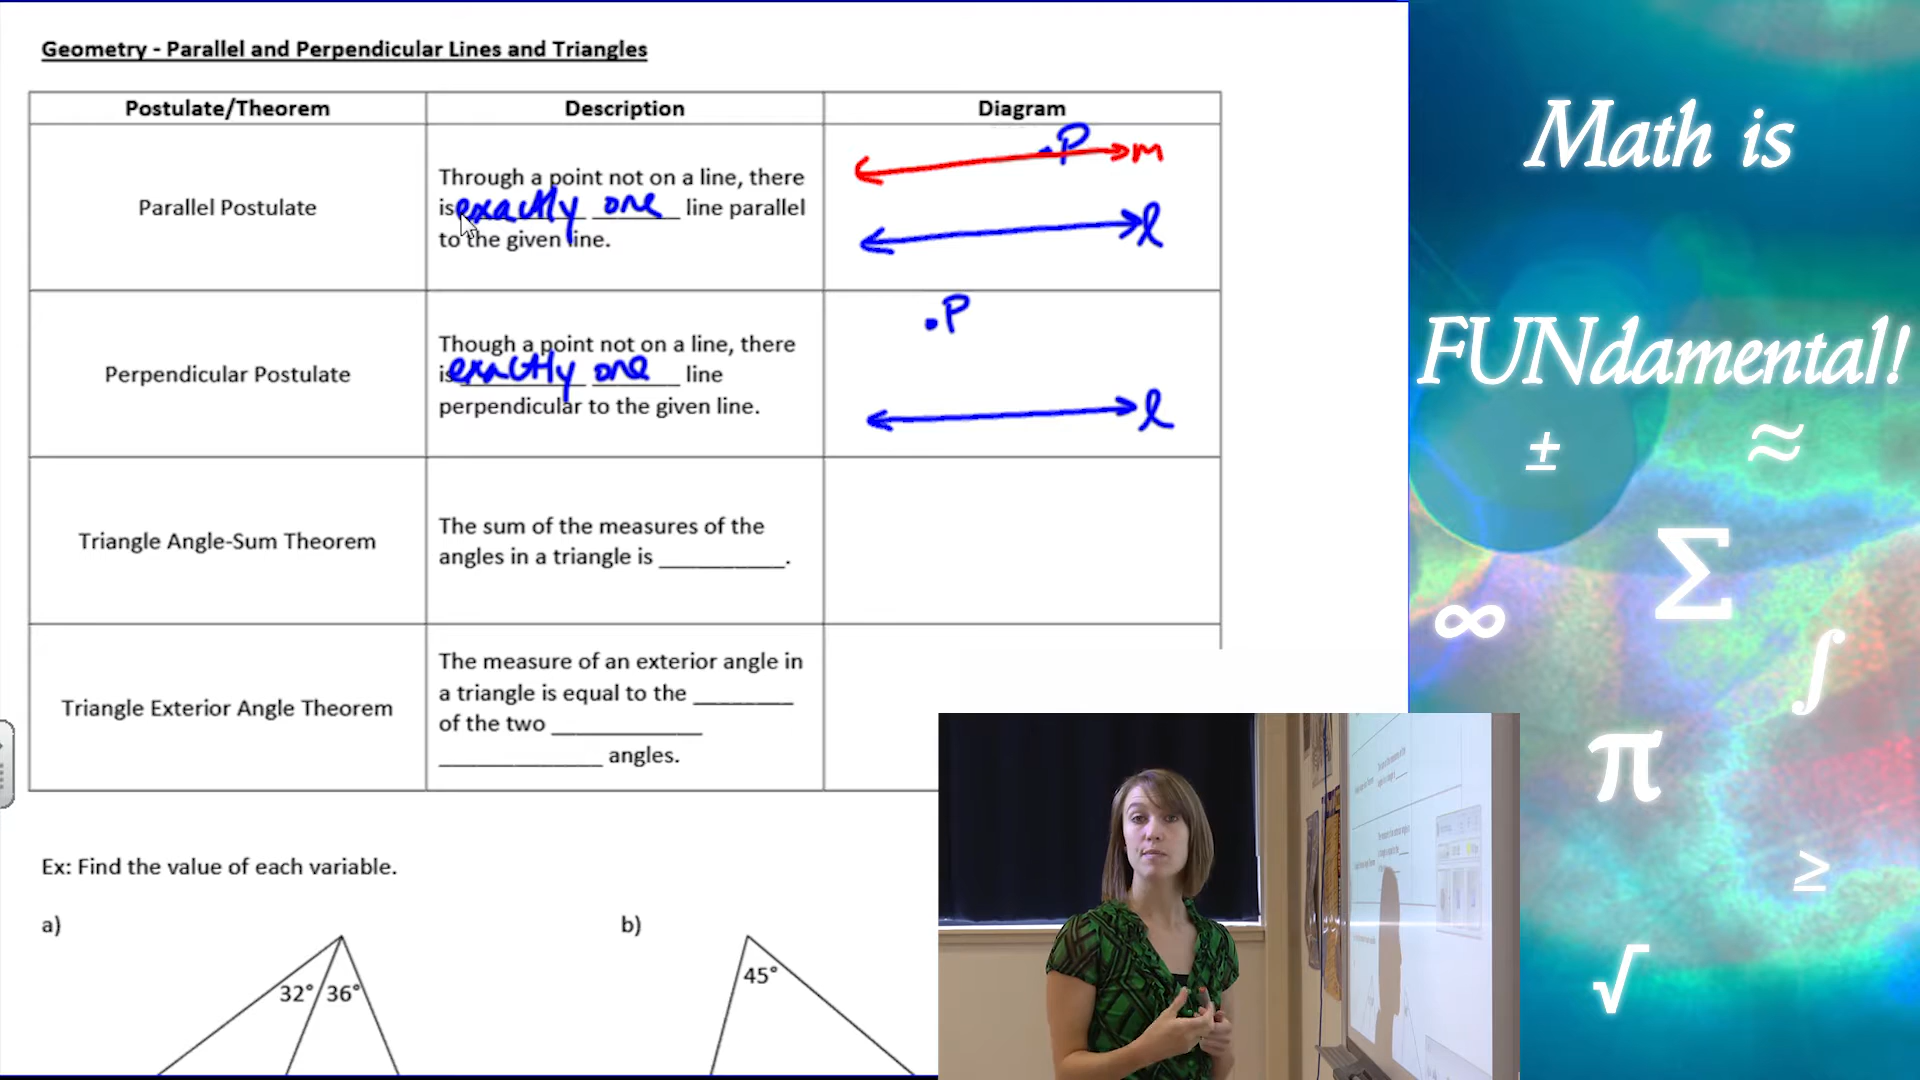 Geometry - Parallel and Perpendicular Lines and Triangles
Postulate/Theorem
Description
Diagram
Parallel Postulate
Through a point not on a line, there
is exactly one line parallel
to the given line.
P
m
l
Perpendicular Postulate
Though a point not on a line, there
is exactly one line
perpendicular to the given line.
P
l
Triangle Angle-Sum Theorem
The sum of the measures of the
angles in a triangle is __________.
Triangle Exterior Angle Theorem
The measure of an exterior angle in
a triangle is equal to the ________
of the two ____________
_____________ angles.
Ex: Find the value of each variable.
a)
32° 36°
b)
45°
Math is
FUNdamental!
± ≈
Σ
∞
∫
π
≥
√